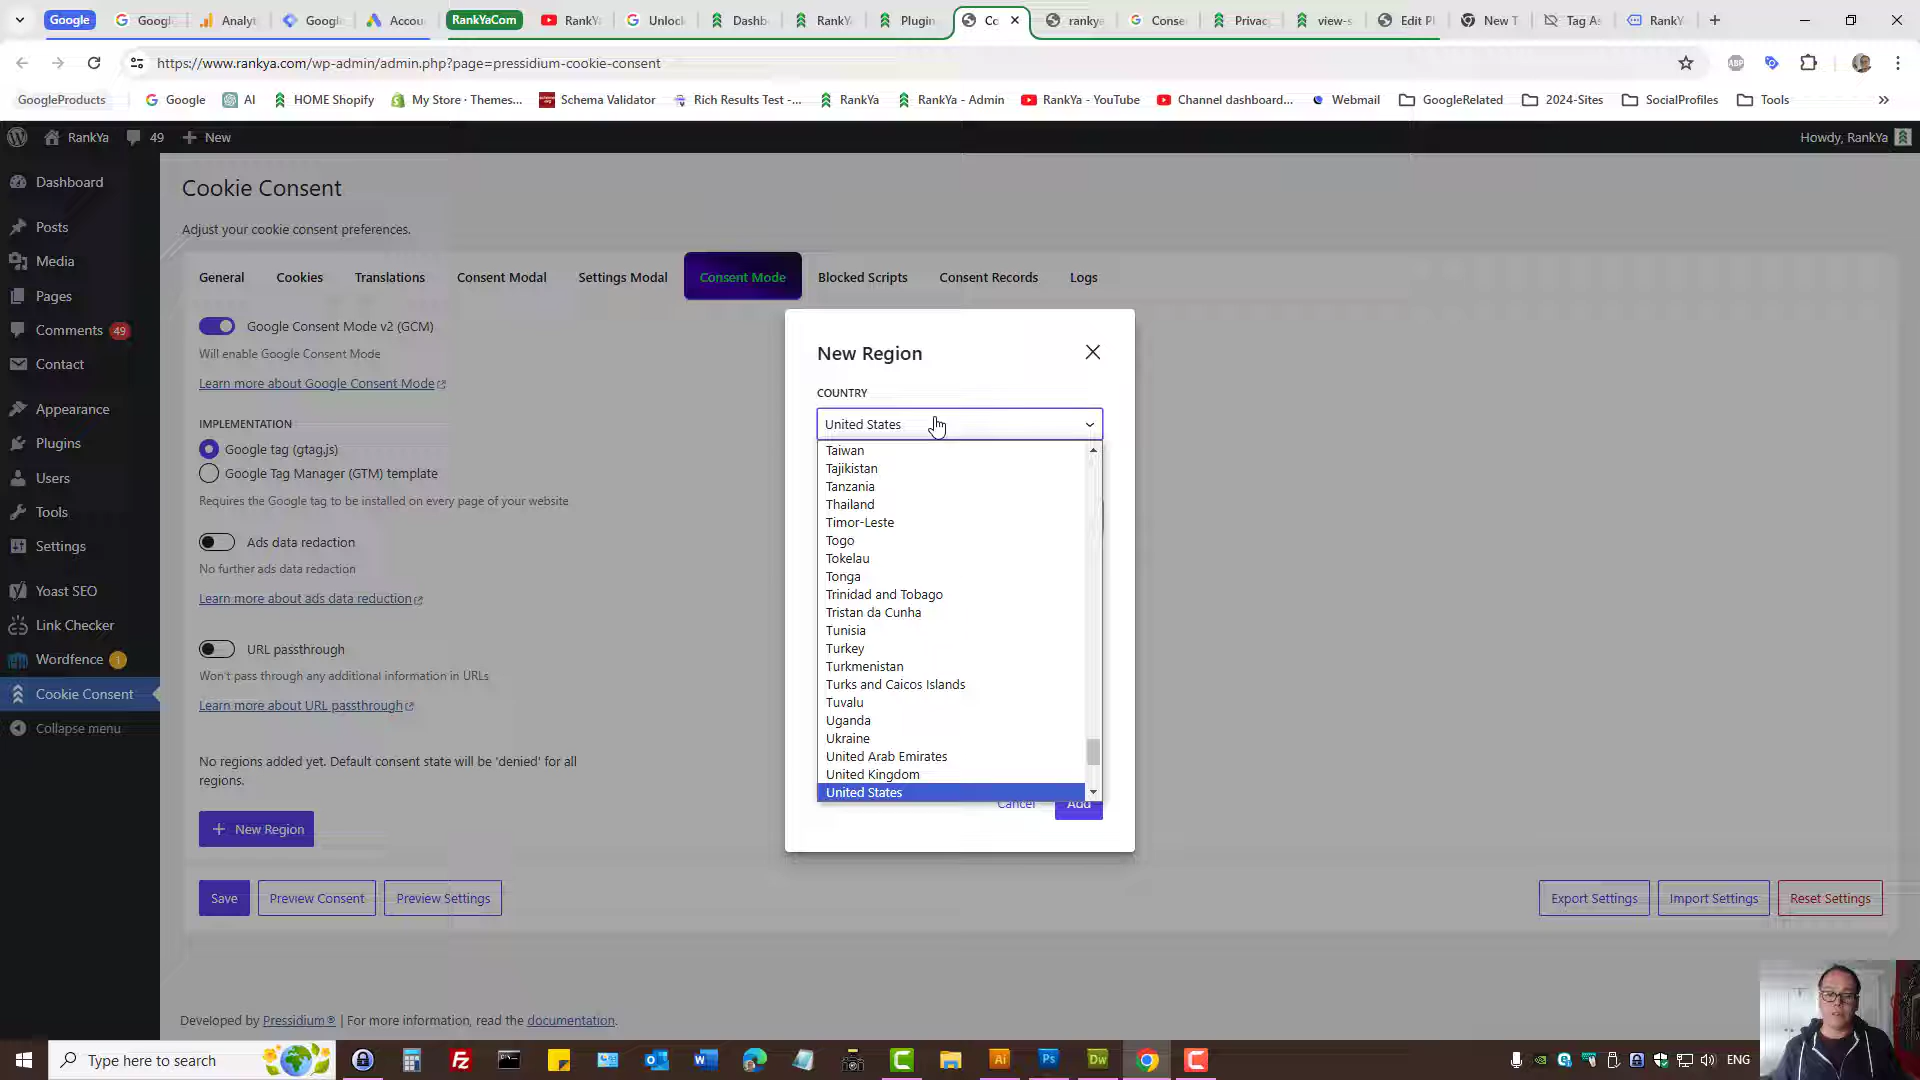 Google
Googl
Analyt
Google
Accou
RankYaCom
RankY
Unlock
Dashb
RankY
Plugin
Co
rankya
Conse
Privac
view-s
Edit P
New T
Tag As
RankY
https://www.rankya.com/wp-admin/admin.php?page=pressidium-cookie-consent
GoogleProducts
Google
AI
HOME Shopify
My Store · Themes...
Schema Validator
Rich Results Test -...
RankYa
RankYa - Admin
RankYa - YouTube
Channel dashboard...
Webmail
GoogleRelated
2024-Sites
SocialProfiles
Tools
RankYa
49
New
Howdy, RankYa
Dashboard
Posts
Media
Pages
Comments 49
Contact
Appearance
Plugins
Users
Tools
Settings
Yoast SEO
Link Checker
Wordfence 1
Cookie Consent
Collapse menu
Cookie Consent
Adjust your cookie consent preferences.
General
Cookies
Translations
Consent Modal
Settings Modal
Consent Mode
Blocked Scripts
Consent Records
Logs
Google Consent Mode v2 (GCM)
Will enable Google Consent Mode
Learn more about Google Consent Mode
IMPLEMENTATION
Google tag (gtag.js)
Google Tag Manager (GTM) template
Requires the Google tag to be installed on every page of your website
Ads data redaction
No further ads data redaction
Learn more about ads data reduction
URL passthrough
Won't pass through any additional information in URLs
Learn more about URL passthrough
No regions added yet. Default consent state will be 'denied' for all
regions.
New Region
Save
Preview Consent
Preview Settings
Export Settings
Import Settings
Reset Settings
Developed by Pressidium® | For more information, read the documentation.
New Region
COUNTRY
United States
Taiwan
Tajikistan
Tanzania
Thailand
Timor-Leste
Togo
Tokelau
Tonga
Trinidad and Tobago
Tristan da Cunha
Tunisia
Turkey
Turkmenistan
Turks and Caicos Islands
Tuvalu
Uganda
Ukraine
United Arab Emirates
United Kingdom
United States
Cancel
Add
Type here to search
ENG